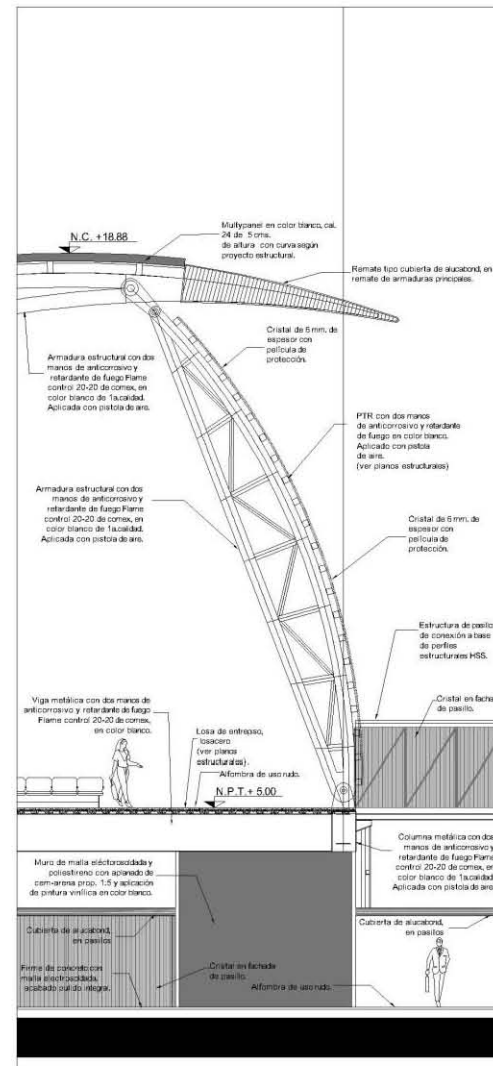 Multypanel en color blanco, cal.
24 de 5 cms.
de altura con curva según
proyecto estructural.
N.C. +18.88
Remate tipo cubierta de alucabond, en
remate de armaduras principales.
Cristal de 6 mm. de
espesor con
película de
protección.
Armadura estructural con dos
manos de anticorrosivo y
retardante de fuego Flame
control 20-20 de comex, en
color blanco de 1a.calidad.
Aplicada con pistola de aire.
PTR con dos manos
de anticorrosivo y retardante
de fuego en color blanco.
Aplicado con pistola
de aire.
(ver planos estructurales)
Armadura estructural con dos
manos de anticorrosivo y
retardante de fuego Flame
control 20-20 de comex, en
color blanco de 1a.calidad.
Aplicada con pistola de aire.
Cristal de 6 mm. de
espesor con
película de
protección.
Estructura de pasillo
de conexión a base
de perfiles
estructurales HSS.
Cristal en facha
de pasillo.
Viga metálica con dos manos de
anticorrosivo y retardante de fuego
Flame control 20-20 de comex,
en color blanco.
Losa de entrepiso,
losacero
(ver planos
estructurales).
Alfombra de uso rudo.
N.P.T.+ 5.00
Columna metálica con dos
manos de anticorrosivo y
retardante de fuego Flame
control 20-20 de comex, en
color blanco de 1a.calidad.
Aplicada con pistola de aire
Muro de malla eléctrosoldada y
poliestireno con aplanado de
cem-arena prop. 1:5 y aplicación
de pintura vinílica en color blanco.
Cubierta de alucabond,
en pasillos
Cubierta de alucabond,
en pasillos
Firme de concreto con
malla electrosoldada,
acabado pulido integral.
Cristal en fachada
de pasillo.
Alfombra de uso rudo.